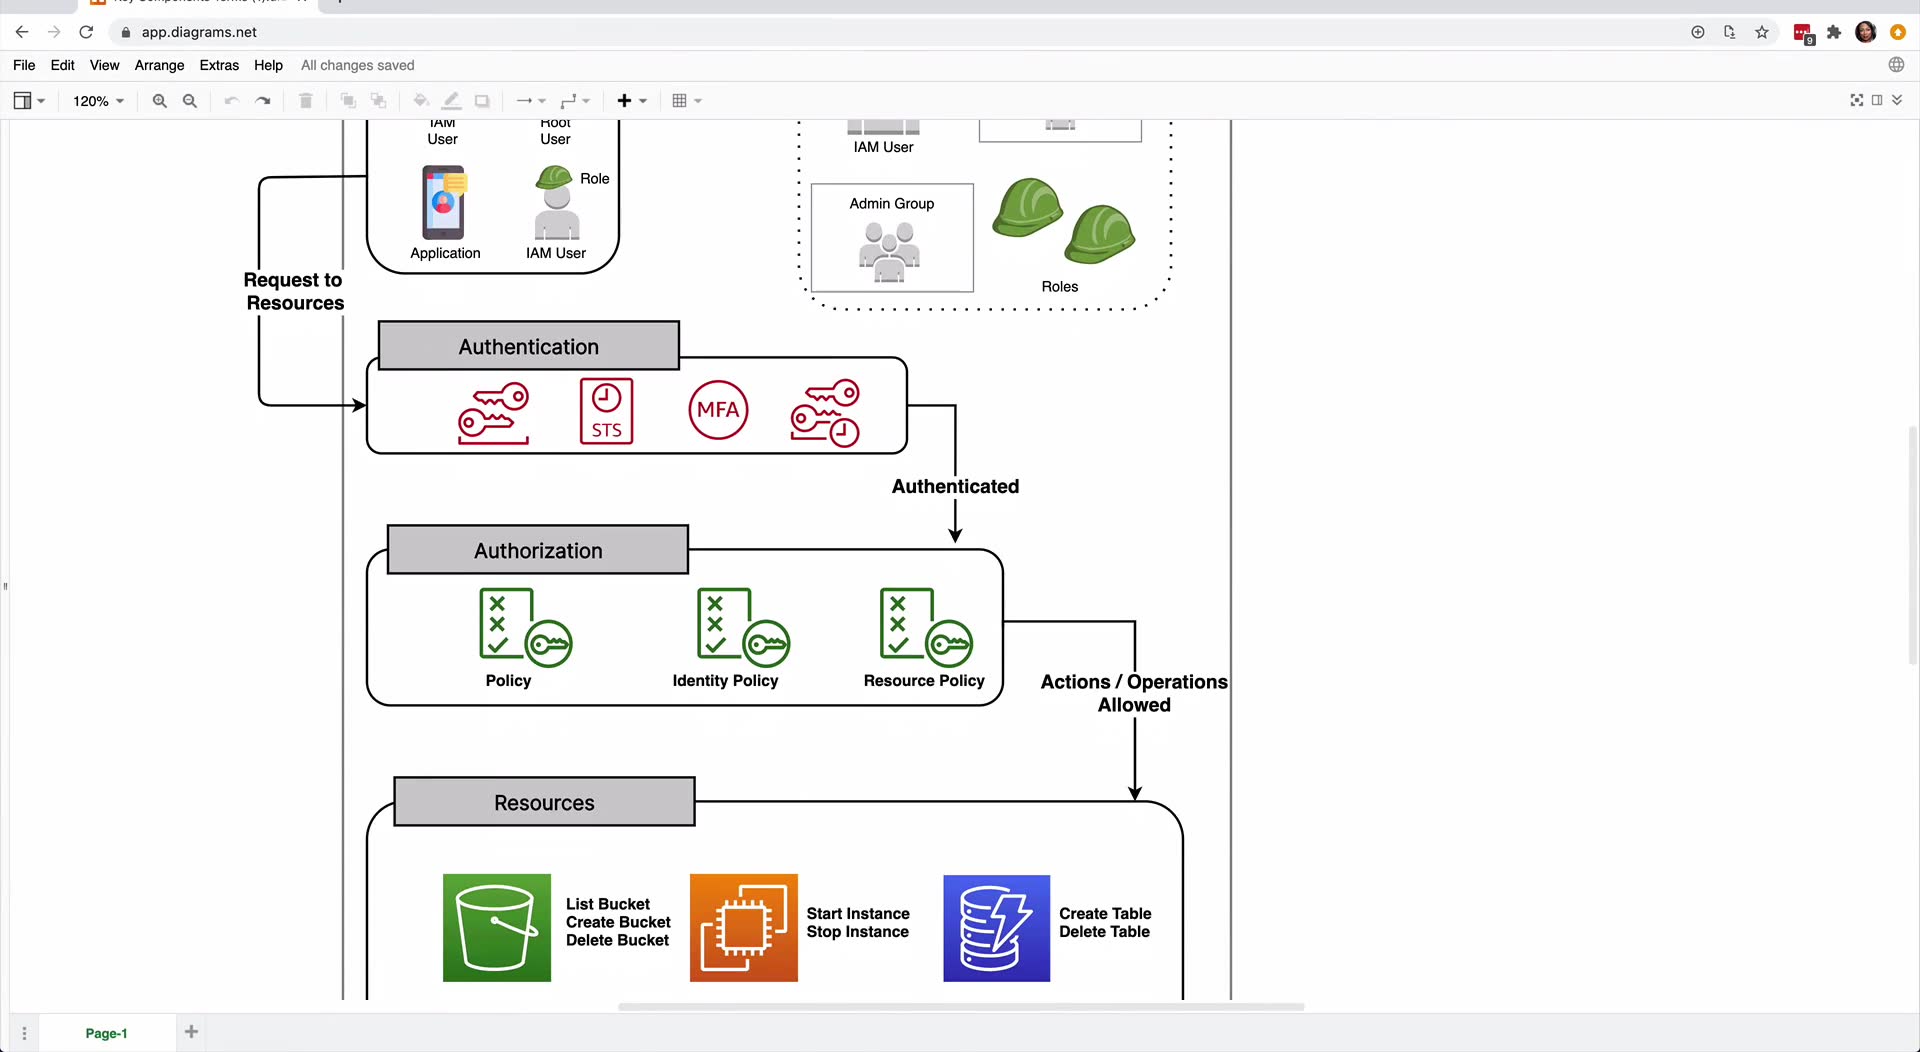 app.diagrams.net
9
File Edit View Arrange Extras Help All changes saved
120%
IAM
User
Root
User
IAM User
Role
Application
IAM User
Admin Group
Roles
Request to
Resources
Authentication
STS
MFA
Authenticated
Authorization
Policy
Identity Policy
Resource Policy
Actions / Operations
Allowed
Resources
List Bucket
Create Bucket
Delete Bucket
Start Instance
Stop Instance
Create Table
Delete Table
Page-1